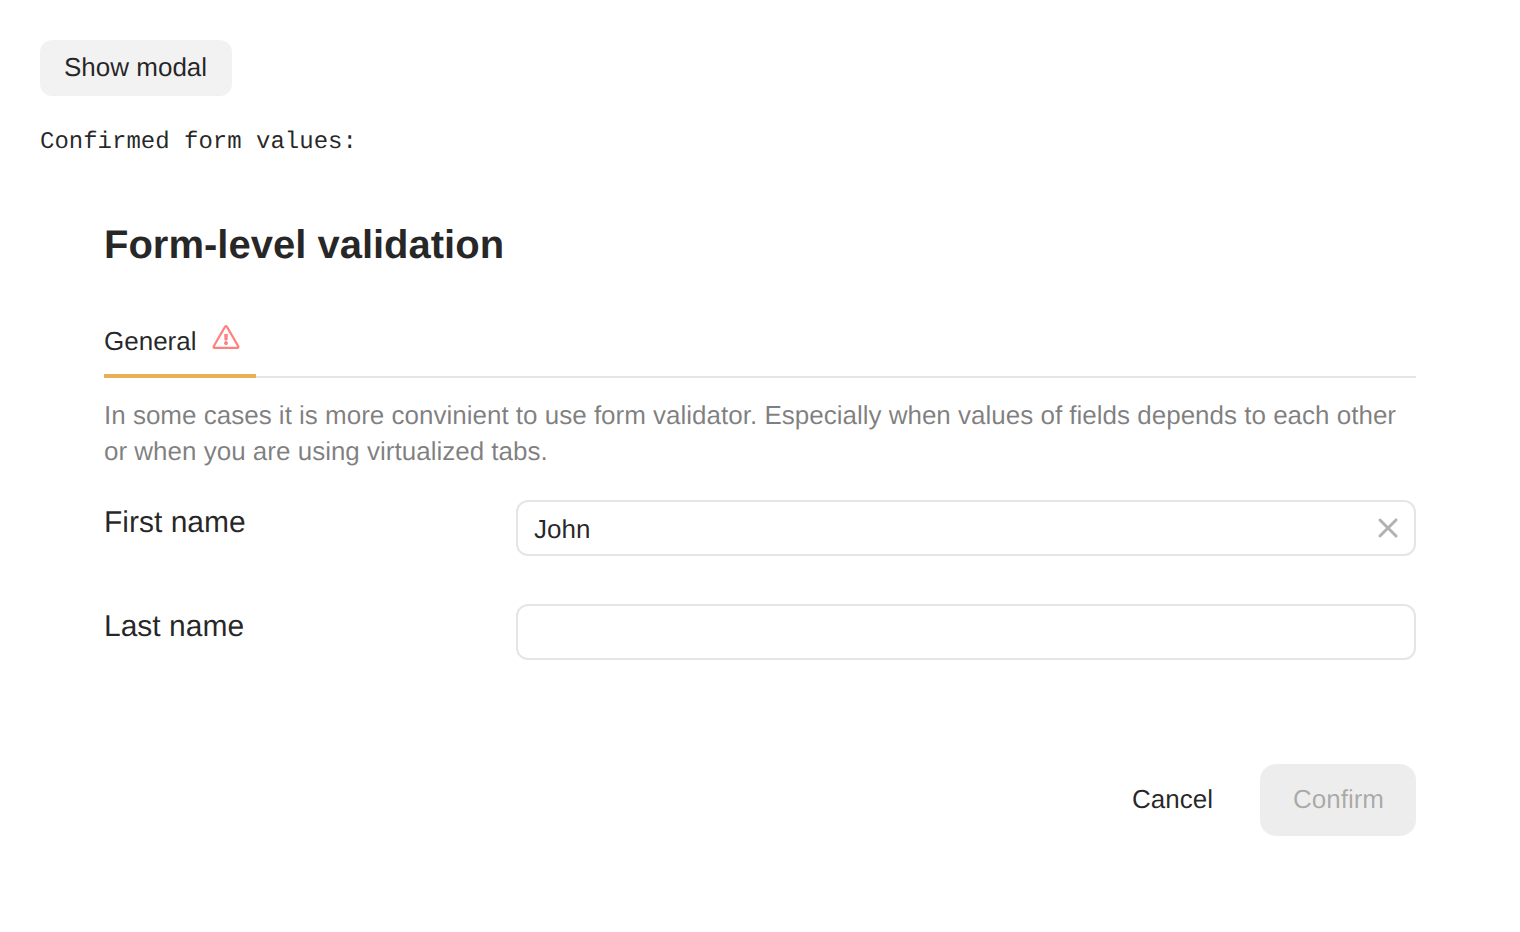 Show modal
Confirmed form values:
Form-level validation
General
In some cases it is more convinient to use form validator. Especially when values of fields depends to each other
or when you are using virtualized tabs.
First name
John
Last name
Cancel
Confirm